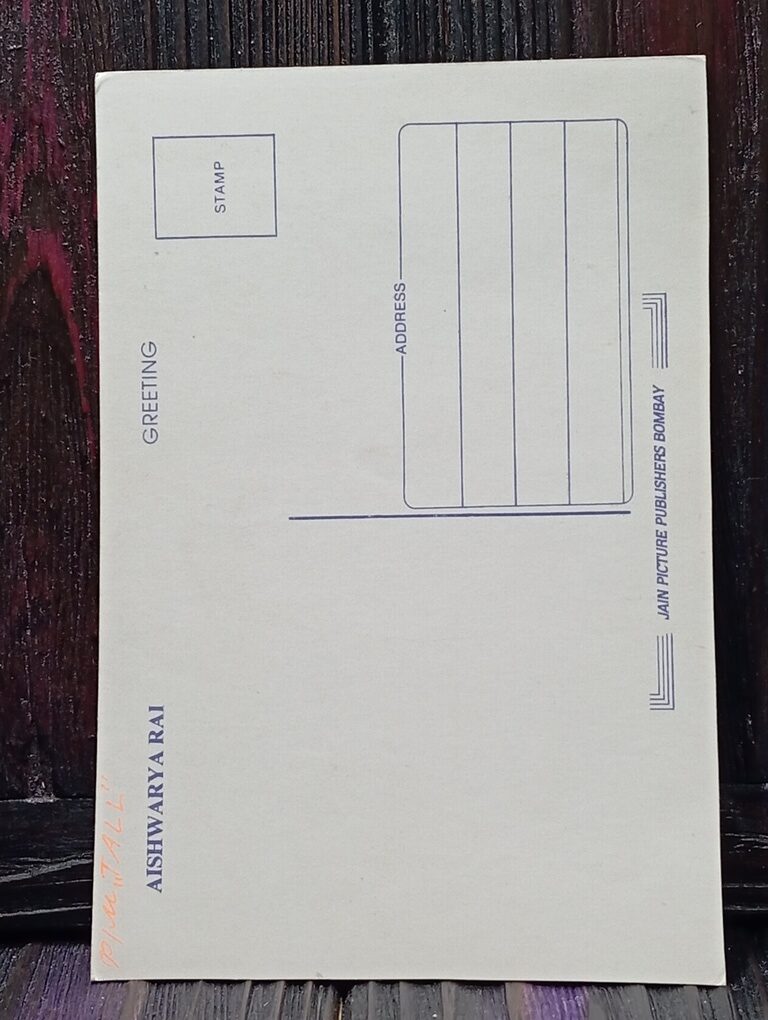 „TALL”
AISHWARYA RAI
GREETING
STAMP
ADDRESS
JAIN PICTURE PUBLISHERS BOMBAY